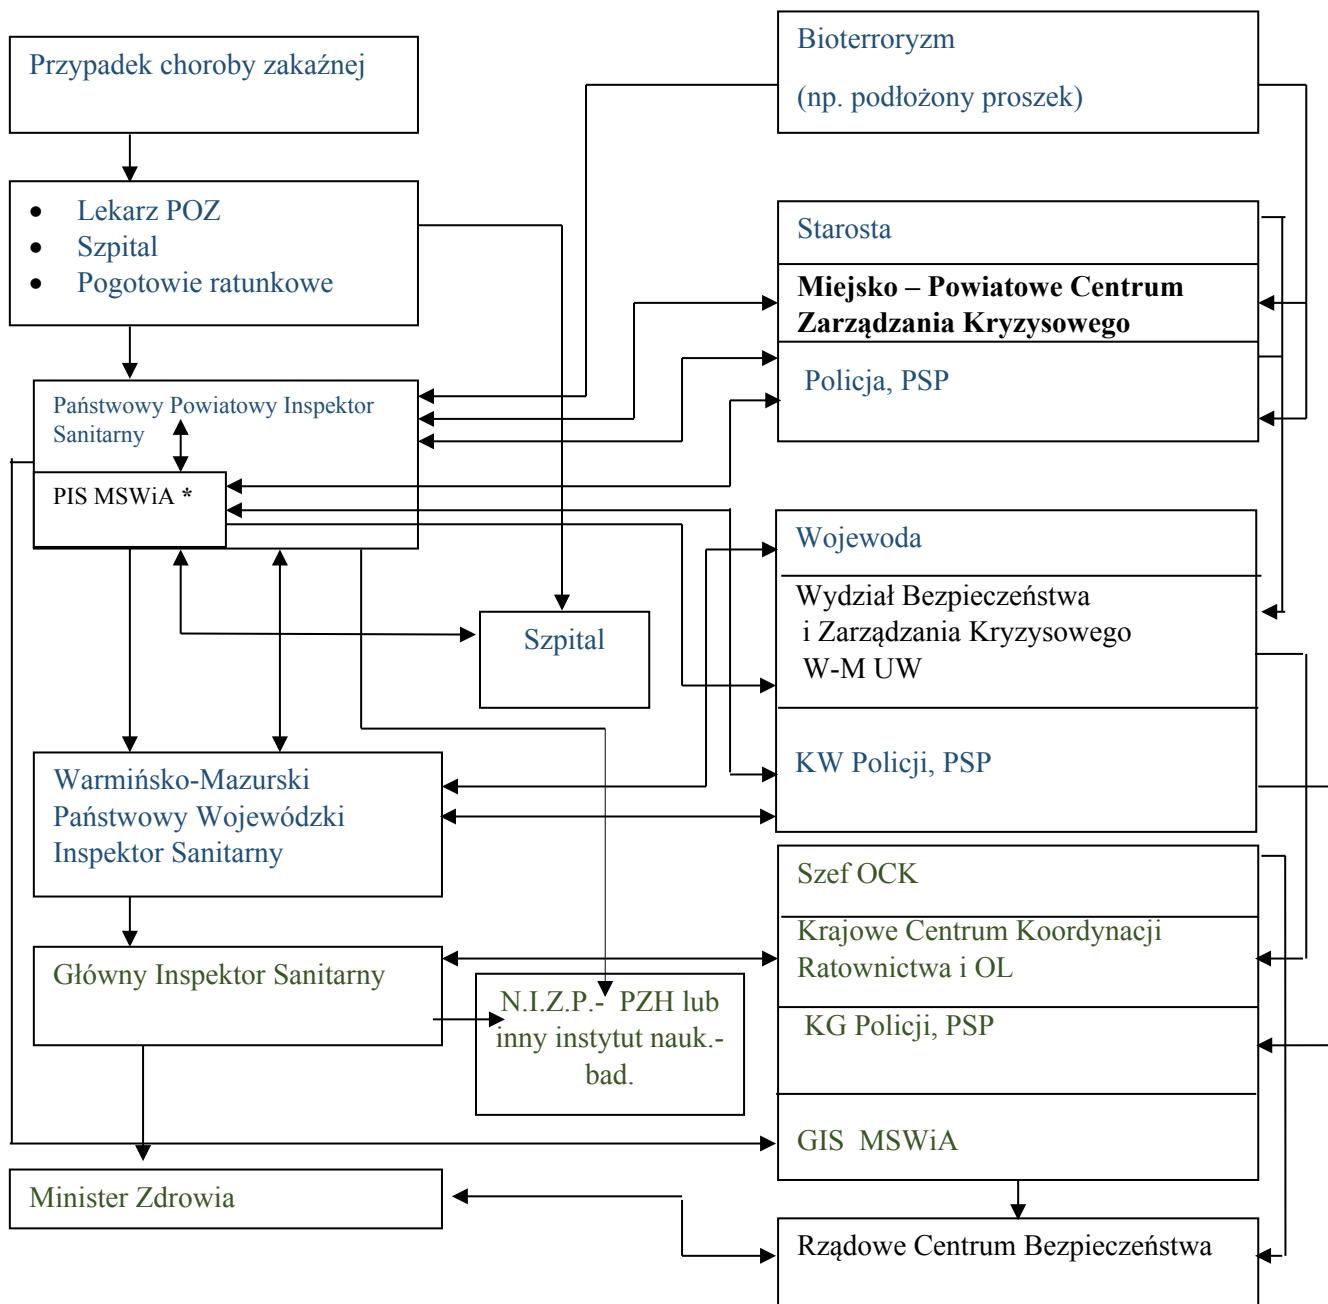 Przypadek choroby zakaźnej
Bioterroryzm
(np. podłożony proszek)
• Lekarz POZ
• Szpital
• Pogotowie ratunkowe
Starosta
Miejsko – Powiatowe Centrum
Zarządzania Kryzysowego
Policja, PSP
Państwowy Powiatowy Inspektor
Sanitarny
PIS MSWiA *
Wojewoda
Wydział Bezpieczeństwa
i Zarządzania Kryzysowego
W-M UW
KW Policji, PSP
Szpital
Warmińsko-Mazurski
Państwowy Wojewódzki
Inspektor Sanitarny
Szef OCK
Krajowe Centrum Koordynacji
Ratownictwa i OL
KG Policji, PSP
GIS MSWiA
Główny Inspektor Sanitarny
N.I.Z.P.- PZH lub
inny instytut nauk.-
bad.
Minister Zdrowia
Rządowe Centrum Bezpieczeństwa